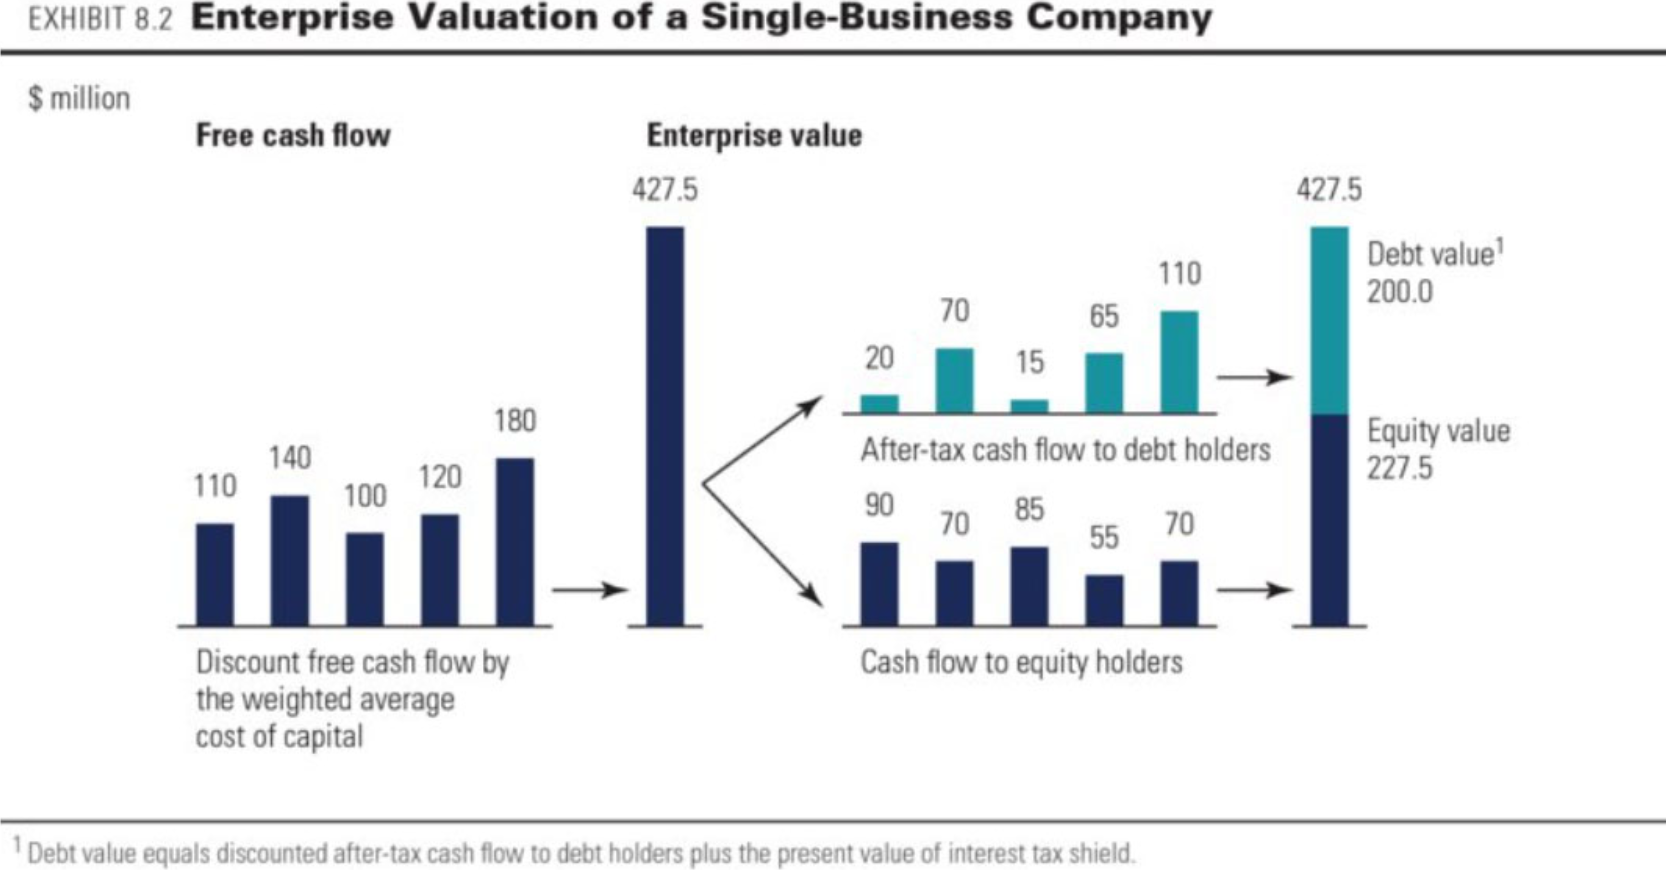 EXHIBIT 8.2 Enterprise Valuation of a Single-Business Company
$ million
Free cash flow
Enterprise value
110
140
100
120
180
Discount free cash flow by
the weighted average
cost of capital
427.5
20
70
15
65
110
After-tax cash flow to debt holders
90
70
85
55
70
Cash flow to equity holders
427.5
Debt value¹
200.0
Equity value
227.5
¹ Debt value equals discounted after-tax cash flow to debt holders plus the present value of interest tax shield.